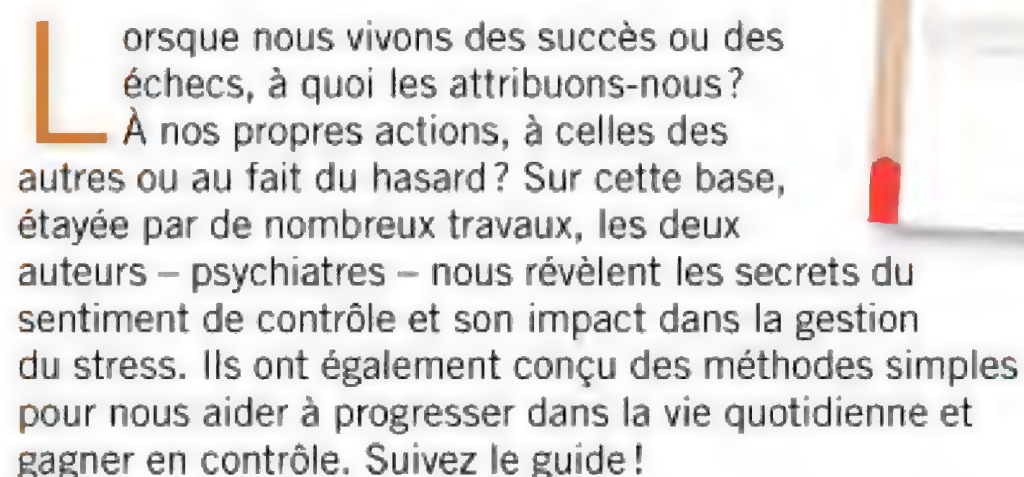 Lorsque nous vivons des succès ou des
échecs, à quoi les attribuons-nous ?
À nos propres actions, à celles des
autres ou au fait du hasard ? Sur cette base,
étayée par de nombreux travaux, les deux
auteurs – psychiatres – nous révèlent les secrets du
sentiment de contrôle et son impact dans la gestion
du stress. Ils ont également conçu des méthodes simples
pour nous aider à progresser dans la vie quotidienne et
gagner en contrôle. Suivez le guide !